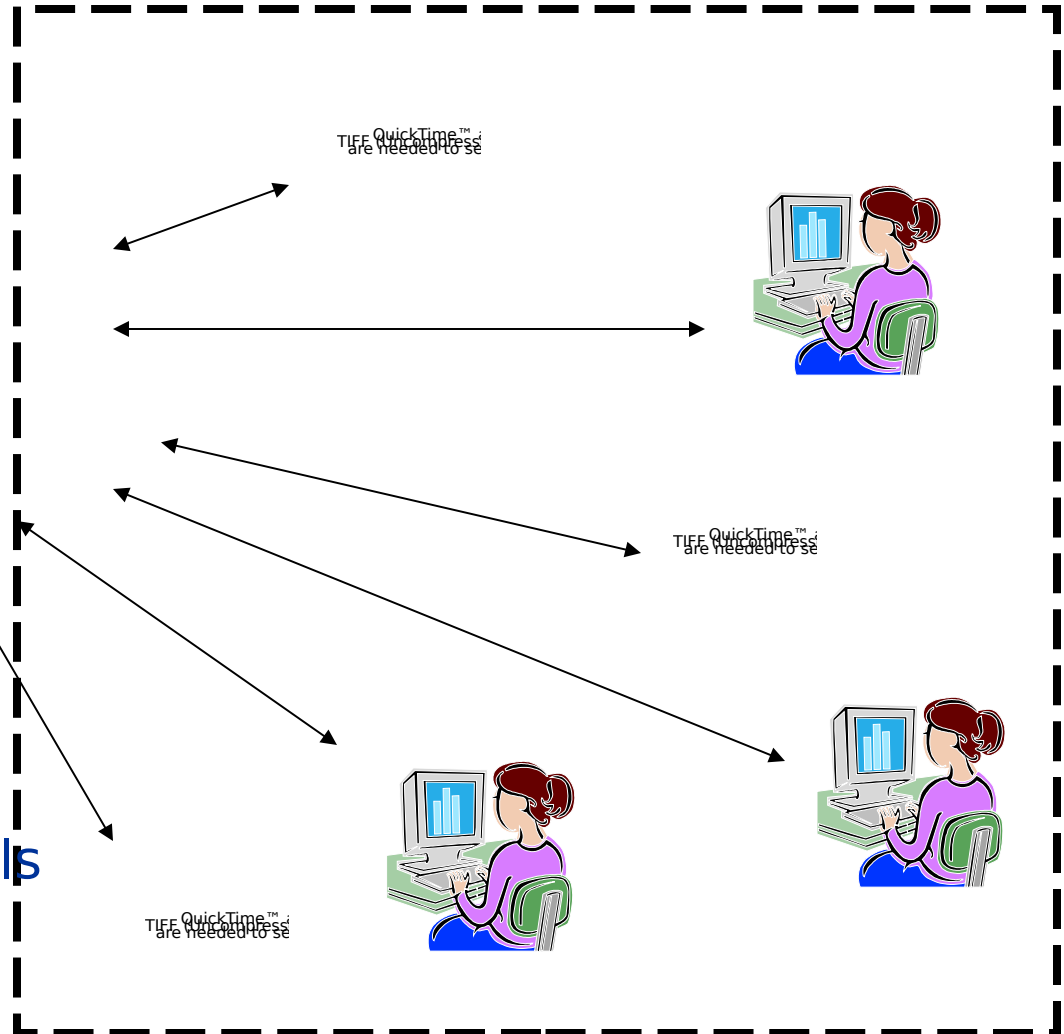 QuickTime™
TIFF (Uncompress
are needed to se
QuickTime™
TIFF (Uncompress
are needed to se
ls
QuickTime™
TIFF (Uncompress
are needed to se